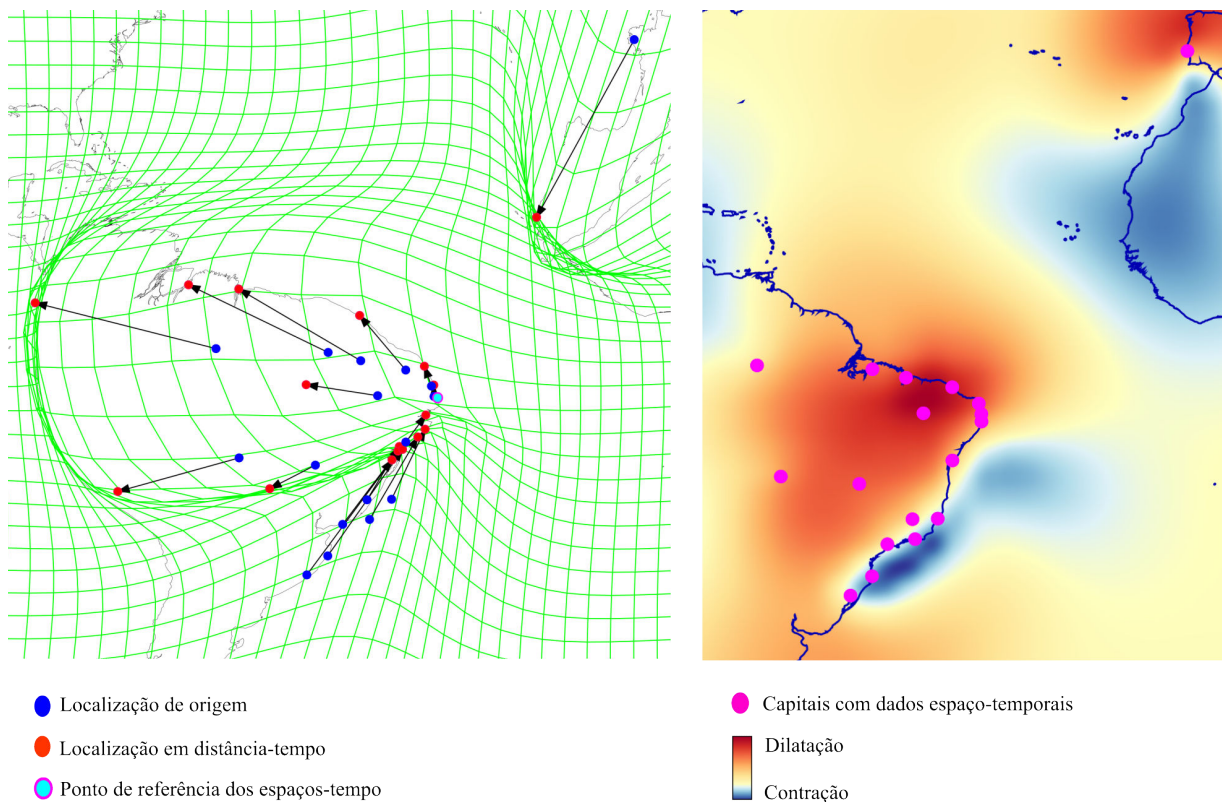 Localização de origem
Localização em distância-tempo
Ponto de referência dos espaços-tempo
Capitais com dados espaço-temporais
Dilatação
Contração